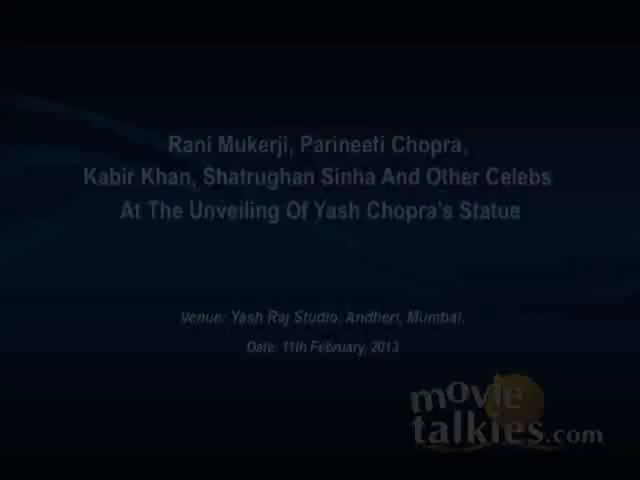 Rani Mukerji, Parineeti Chopra,
Kabir Khan, Shatrughan Sinha And Other Celebs
At The Unveiling Of Yash Chopra's Statue
Venue: Yash Raj Studio, Andheri, Mumbai.
Date: 11th February, 2013
movie
talkies.com